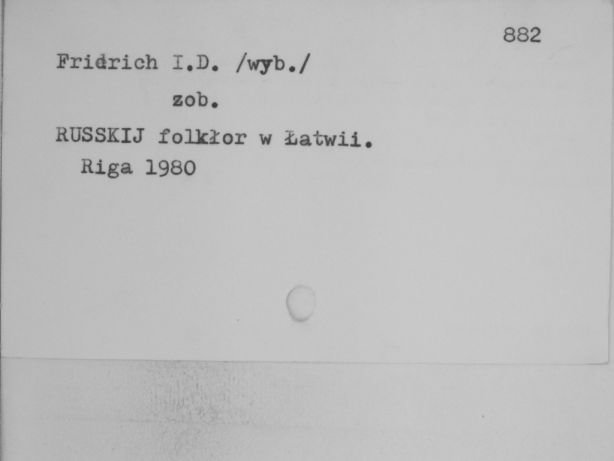 882
Fridrich I.D. /wyb./
zob.
RUSSKIJ folkłor w Łatwii.
Riga 1980